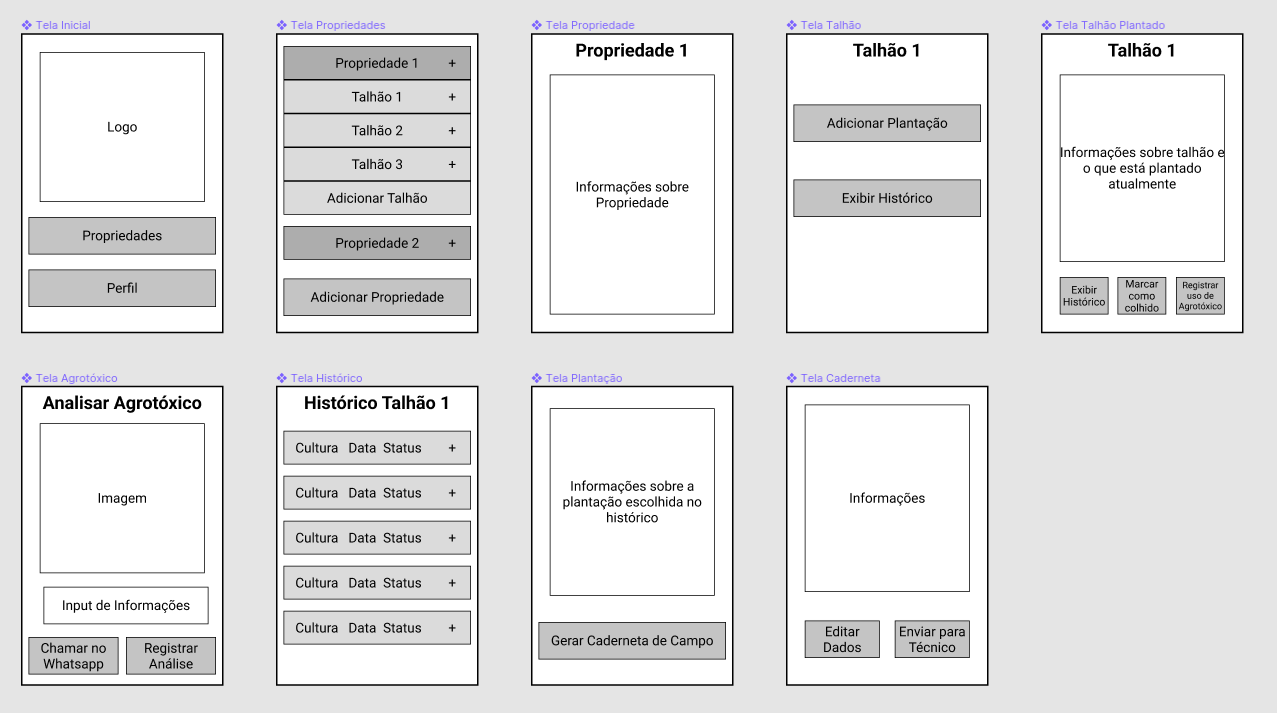 Tela Inicial
Logo
Propriedades
Perfil
Tela Propriedades
Propriedade 1 +
Talhão 1 +
Talhão 2 +
Talhão 3 +
Adicionar Talhão
Propriedade 2 +
Adicionar Propriedade
Tela Propriedade
Propriedade 1
Informações sobre
Propriedade
Tela Talhão
Talhão 1
Adicionar Plantação
Exibir Histórico
Tela Talhão Plantado
Talhão 1
Informações sobre talhão e
o que está plantado
atualmente
Exibir
Histórico
Marcar
como
colhido
Registrar
uso de
Agrotóxico
Tela Agrotóxico
Analisar Agrotóxico
Imagem
Input de Informações
Chamar no
Whatsapp
Registrar
Análise
Tela Histórico
Histórico Talhão 1
Cultura Data Status +
Cultura Data Status +
Cultura Data Status +
Cultura Data Status +
Cultura Data Status +
Tela Plantação
Informações sobre a
plantação escolhida no
histórico
Gerar Caderneta de Campo
Tela Caderneta
Informações
Editar
Dados
Enviar para
Técnico